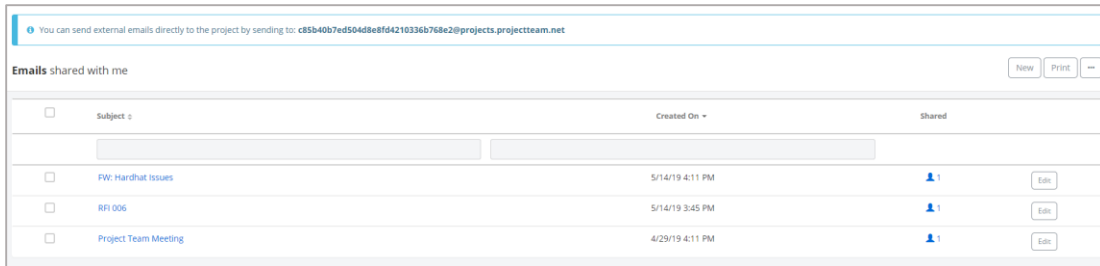 You can send external emails directly to the project by sending to: c85b40b7ed504d8e8fd4210336b768e2@projects.projectteam.net
Emails shared with me
New Print ...
Subject Created On Shared
FW: Hardhat Issues 5/14/19 4:11 PM 1 Edit
RFI 006 5/14/19 3:45 PM 1 Edit
Project Team Meeting 4/29/19 4:11 PM 1 Edit